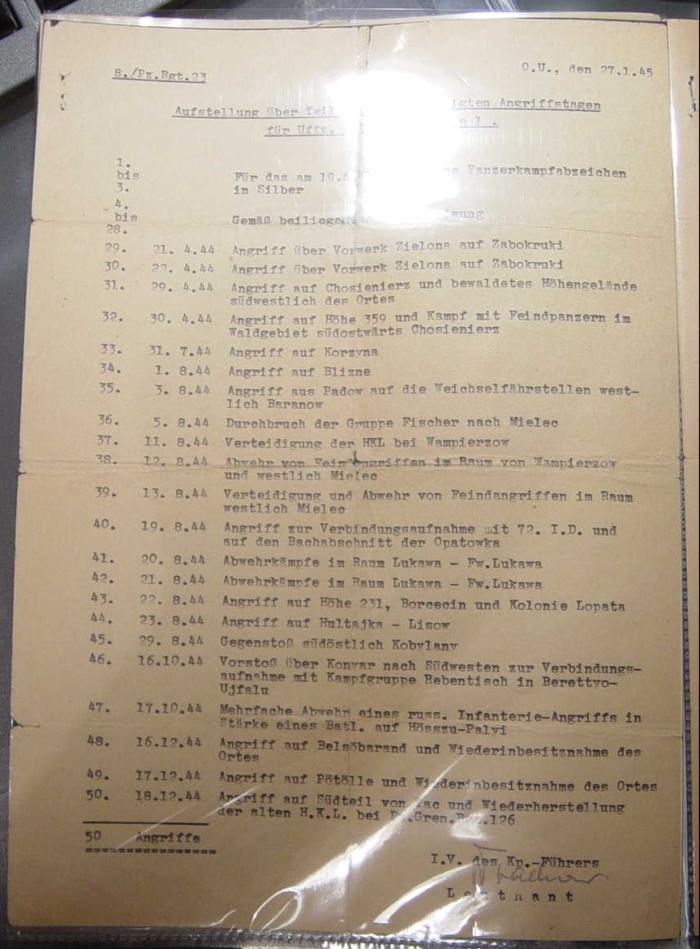 8./Pz.Rgt.23
O.U., den 27.1.45
Aufstellung über Teil igten Angriffstagen
für Uffz.
1.
bis Für das am 19.6 Panzerkampfabzeichen
3. in Silber
4.
bis Gemäß
28.
29. 21. 4.44 Angriff über Vorwerk Zielona auf Zabokruki
30. 22. 4.44 Angriff über Vorwerk Zielona auf Zabokruki
31. 29. 4.44 Angriff auf Chosienierz und bewaldetes Höhengelände
südwestlich des Ortes
32. 30. 4.44 Angriff auf Höhe 359 und Kampf mit Feindpanzern im
Waldgebiet südostwärts Chosienierz
33. 31. 7.44 Angriff auf Korzyna
34. 1. 8.44 Angriff auf Blizne
35. 3. 8.44 Angriff aus Padow auf die Weichselfährstellen west-
lich Baranow
36. 5. 8.44 Durchbruch der Gruppe Fischer nach Mielec
37. 11. 8.44 Verteidigung der HKL bei Wampierzow
38. 12. 8.44 Abwehr von Feindangriffen im Raum von Wampierzow
und westlich Mielec
39. 13. 8.44 Verteidigung und Abwehr von Feindangriffen im Raum
westlich Mielec
40. 19. 8.44 Angriff zur Verbindungsaufnahme mit 72. I.D. und
auf den Bachabschnitt der Opatowka
41. 20. 8.44 Abwehrkämpfe im Raum Lukawa - Fw.Lukawa
42. 21. 8.44 Abwehrkämpfe im Raum Lukawa - Fw.Lukawa
43. 22. 8.44 Angriff auf Höhe 231, Borcecin und Kolonie Lopata
44. 23. 8.44 Angriff auf Hultajka - Lisow
45. 29. 8.44 Gegenstoß südöstlich Kobylany
46. 16.10.44 Vorstoß über Konyar nach Südwesten zur Verbindungs-
aufnahme mit Kampfgruppe Rebentisch in Berettyo-
Ujfalu
47. 17.10.44 Mehrfache Abwehr eines russ. Infanterie-Angriffs in
Stärke eines Batl. auf Hösszu-Palyi
48. 16.12.44 Angriff auf Belsöbarand und Wiederinbesitznahme des
Ortes
49. 17.12.44 Angriff auf Pötölle und Wiederinbesitznahme des Ortes
50. 18.12.44 Angriff auf Südteil von und Wiederherstellung
der alten H.K.L. bei Pz.Gren.Rgt.126
50 Angriffe
I.V. des Kp.-Führers
Leutnant